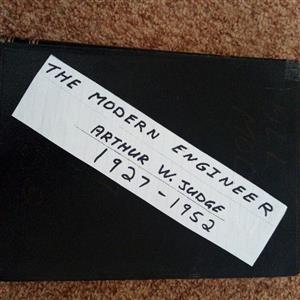 THE MODERN ENGINEER
ARTHUR W. JUDGE
1927-1952